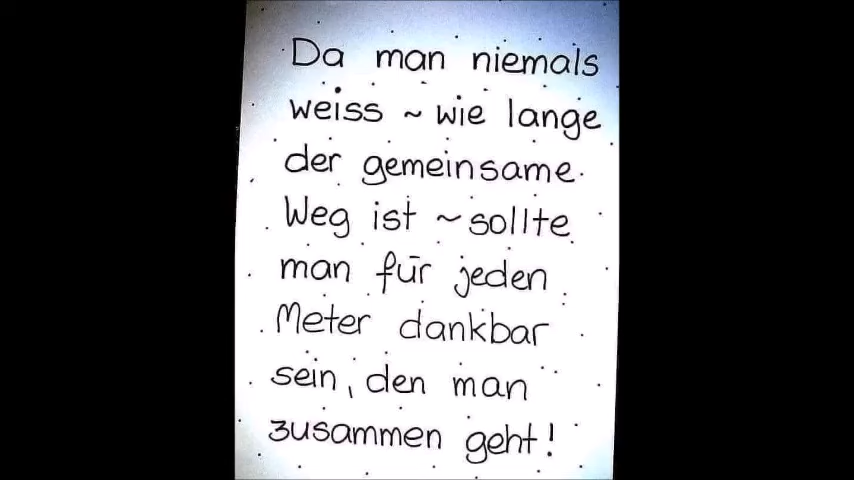 Da man niemals
weiss ~ wie lange
der gemeinsame
Weg ist ~ sollte
man für jeden
Meter dankbar
sein, den man
zusammen geht!